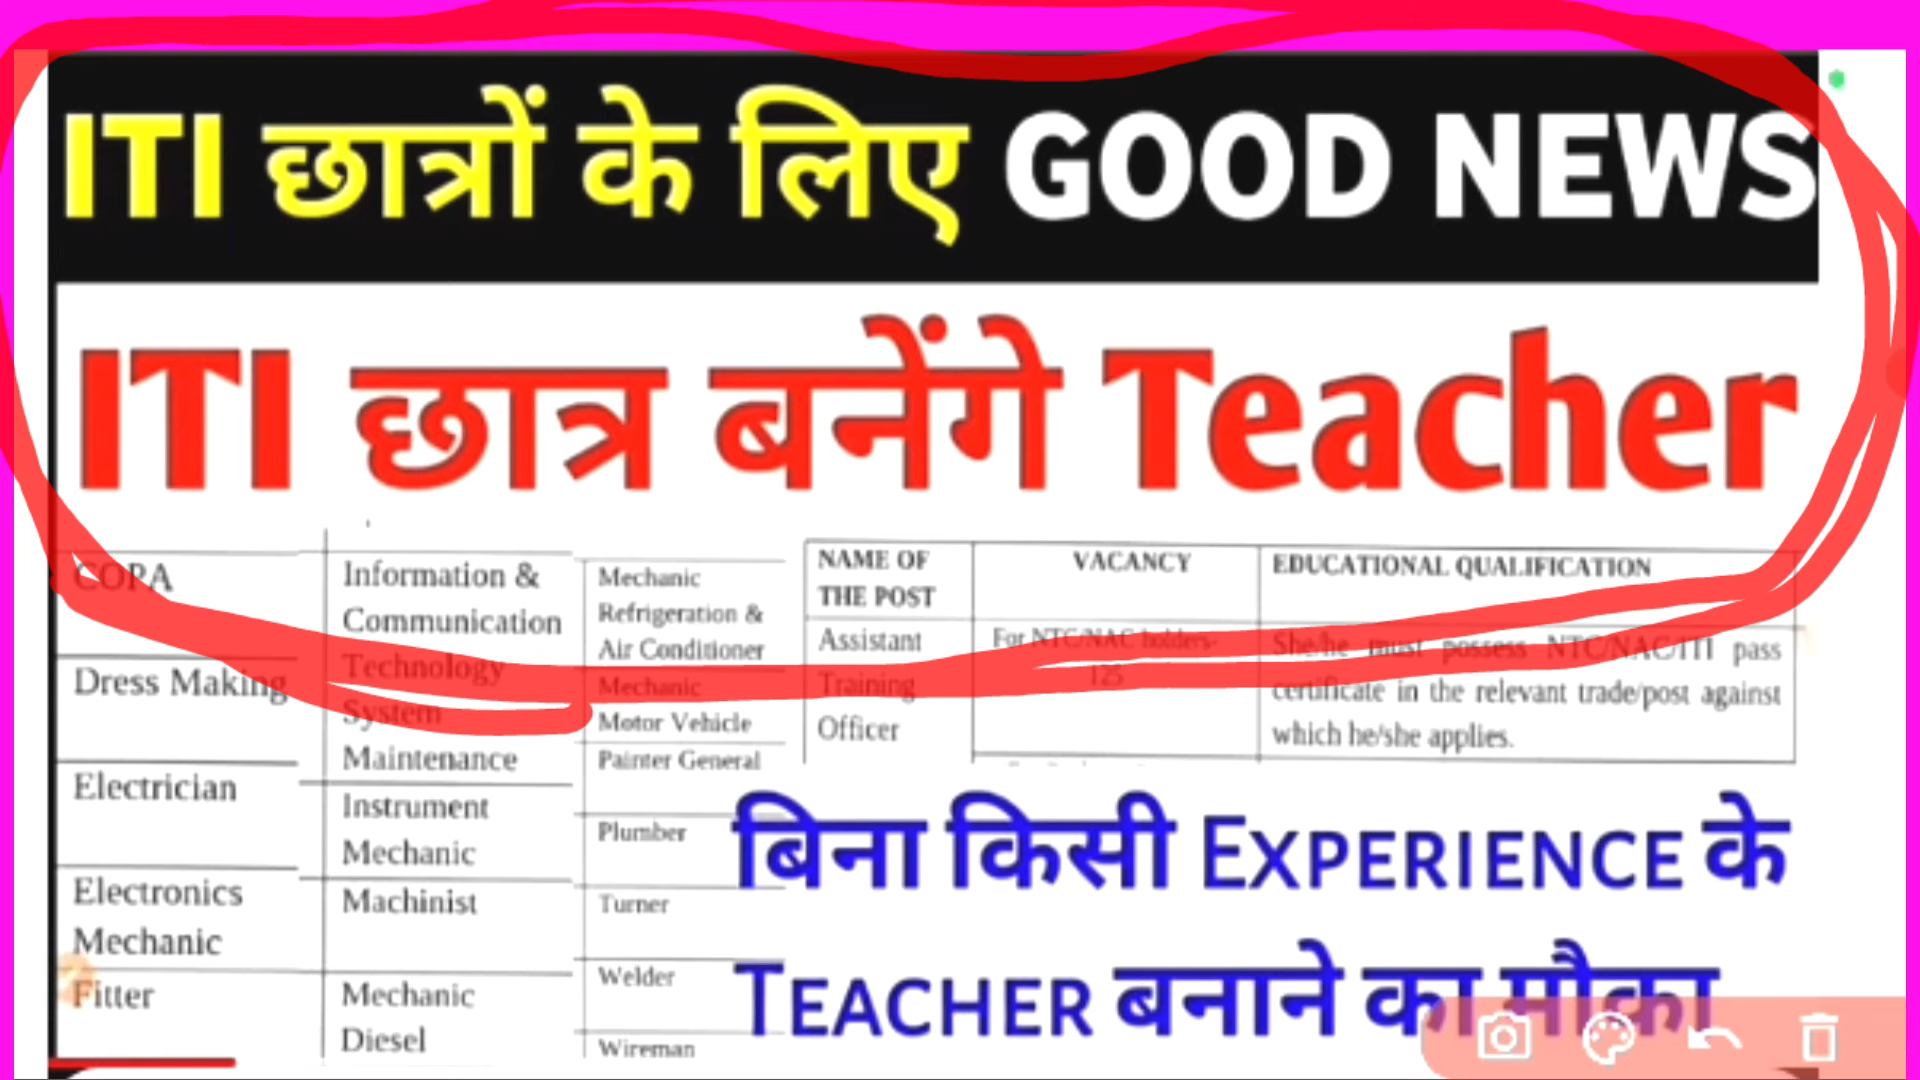 ITI छात्रों के लिए GOOD NEWS
ITI छात्र बनेंगे Teacher
COPA
Dress Making
Electrician
Electronics
Mechanic
Fitter
Information &
Communication
Technology
System
Maintenance
Instrument
Mechanic
Machinist
Mechanic
Diesel
Mechanic
Refrigeration &
Air Conditioner
Mechanic
Motor Vehicle
Painter General
Plumber
Turner
Welder
Wireman
NAME OF
THE POST
VACANCY
EDUCATIONAL QUALIFICATION
Assistant
Training
Officer
For NTC/NAC holders-
125
She/he must possess NTC/NAC/ITI pass
certificate in the relevant trade/post against
which he/she applies.
बिना किसी EXPERIENCE के
TEACHER बनाने का मौका